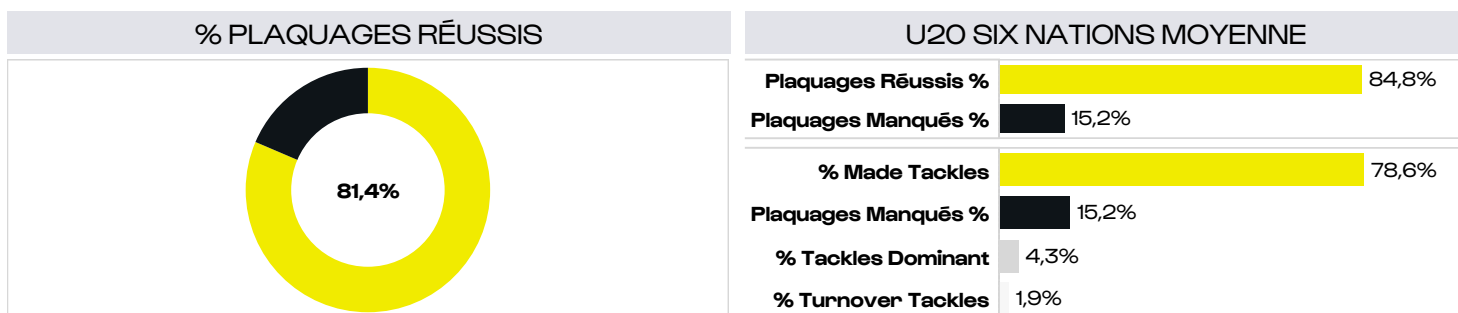 % PLAQUAGES RÉUSSIS
81,4%
U20 SIX NATIONS MOYENNE
Plaquages Réussis % 84,8%
Plaquages Manqués % 15,2%
% Made Tackles 78,6%
Plaquages Manqués % 15,2%
% Tackles Dominant 4,3%
% Turnover Tackles 1,9%